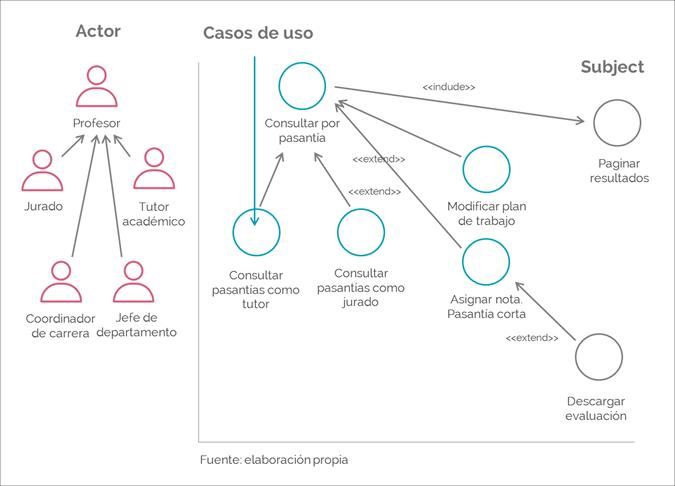 Actor
Casos de uso
Subject
Profesor
Jurado
Tutor
académico
Coordinador
de carrera
Jefe de
departamento
Consultar por
pasantía
<<indude>>
Paginar
resultados
<<extend>>
<<extend>>
Modificar plan
de trabajo
Consultar
pasantias como
tutor
Consultar
pasantias como
jurado
Asignar nota.
Pasantía corta
<<extend>>
Descargar
evaluación
Fuente: elaboración propia